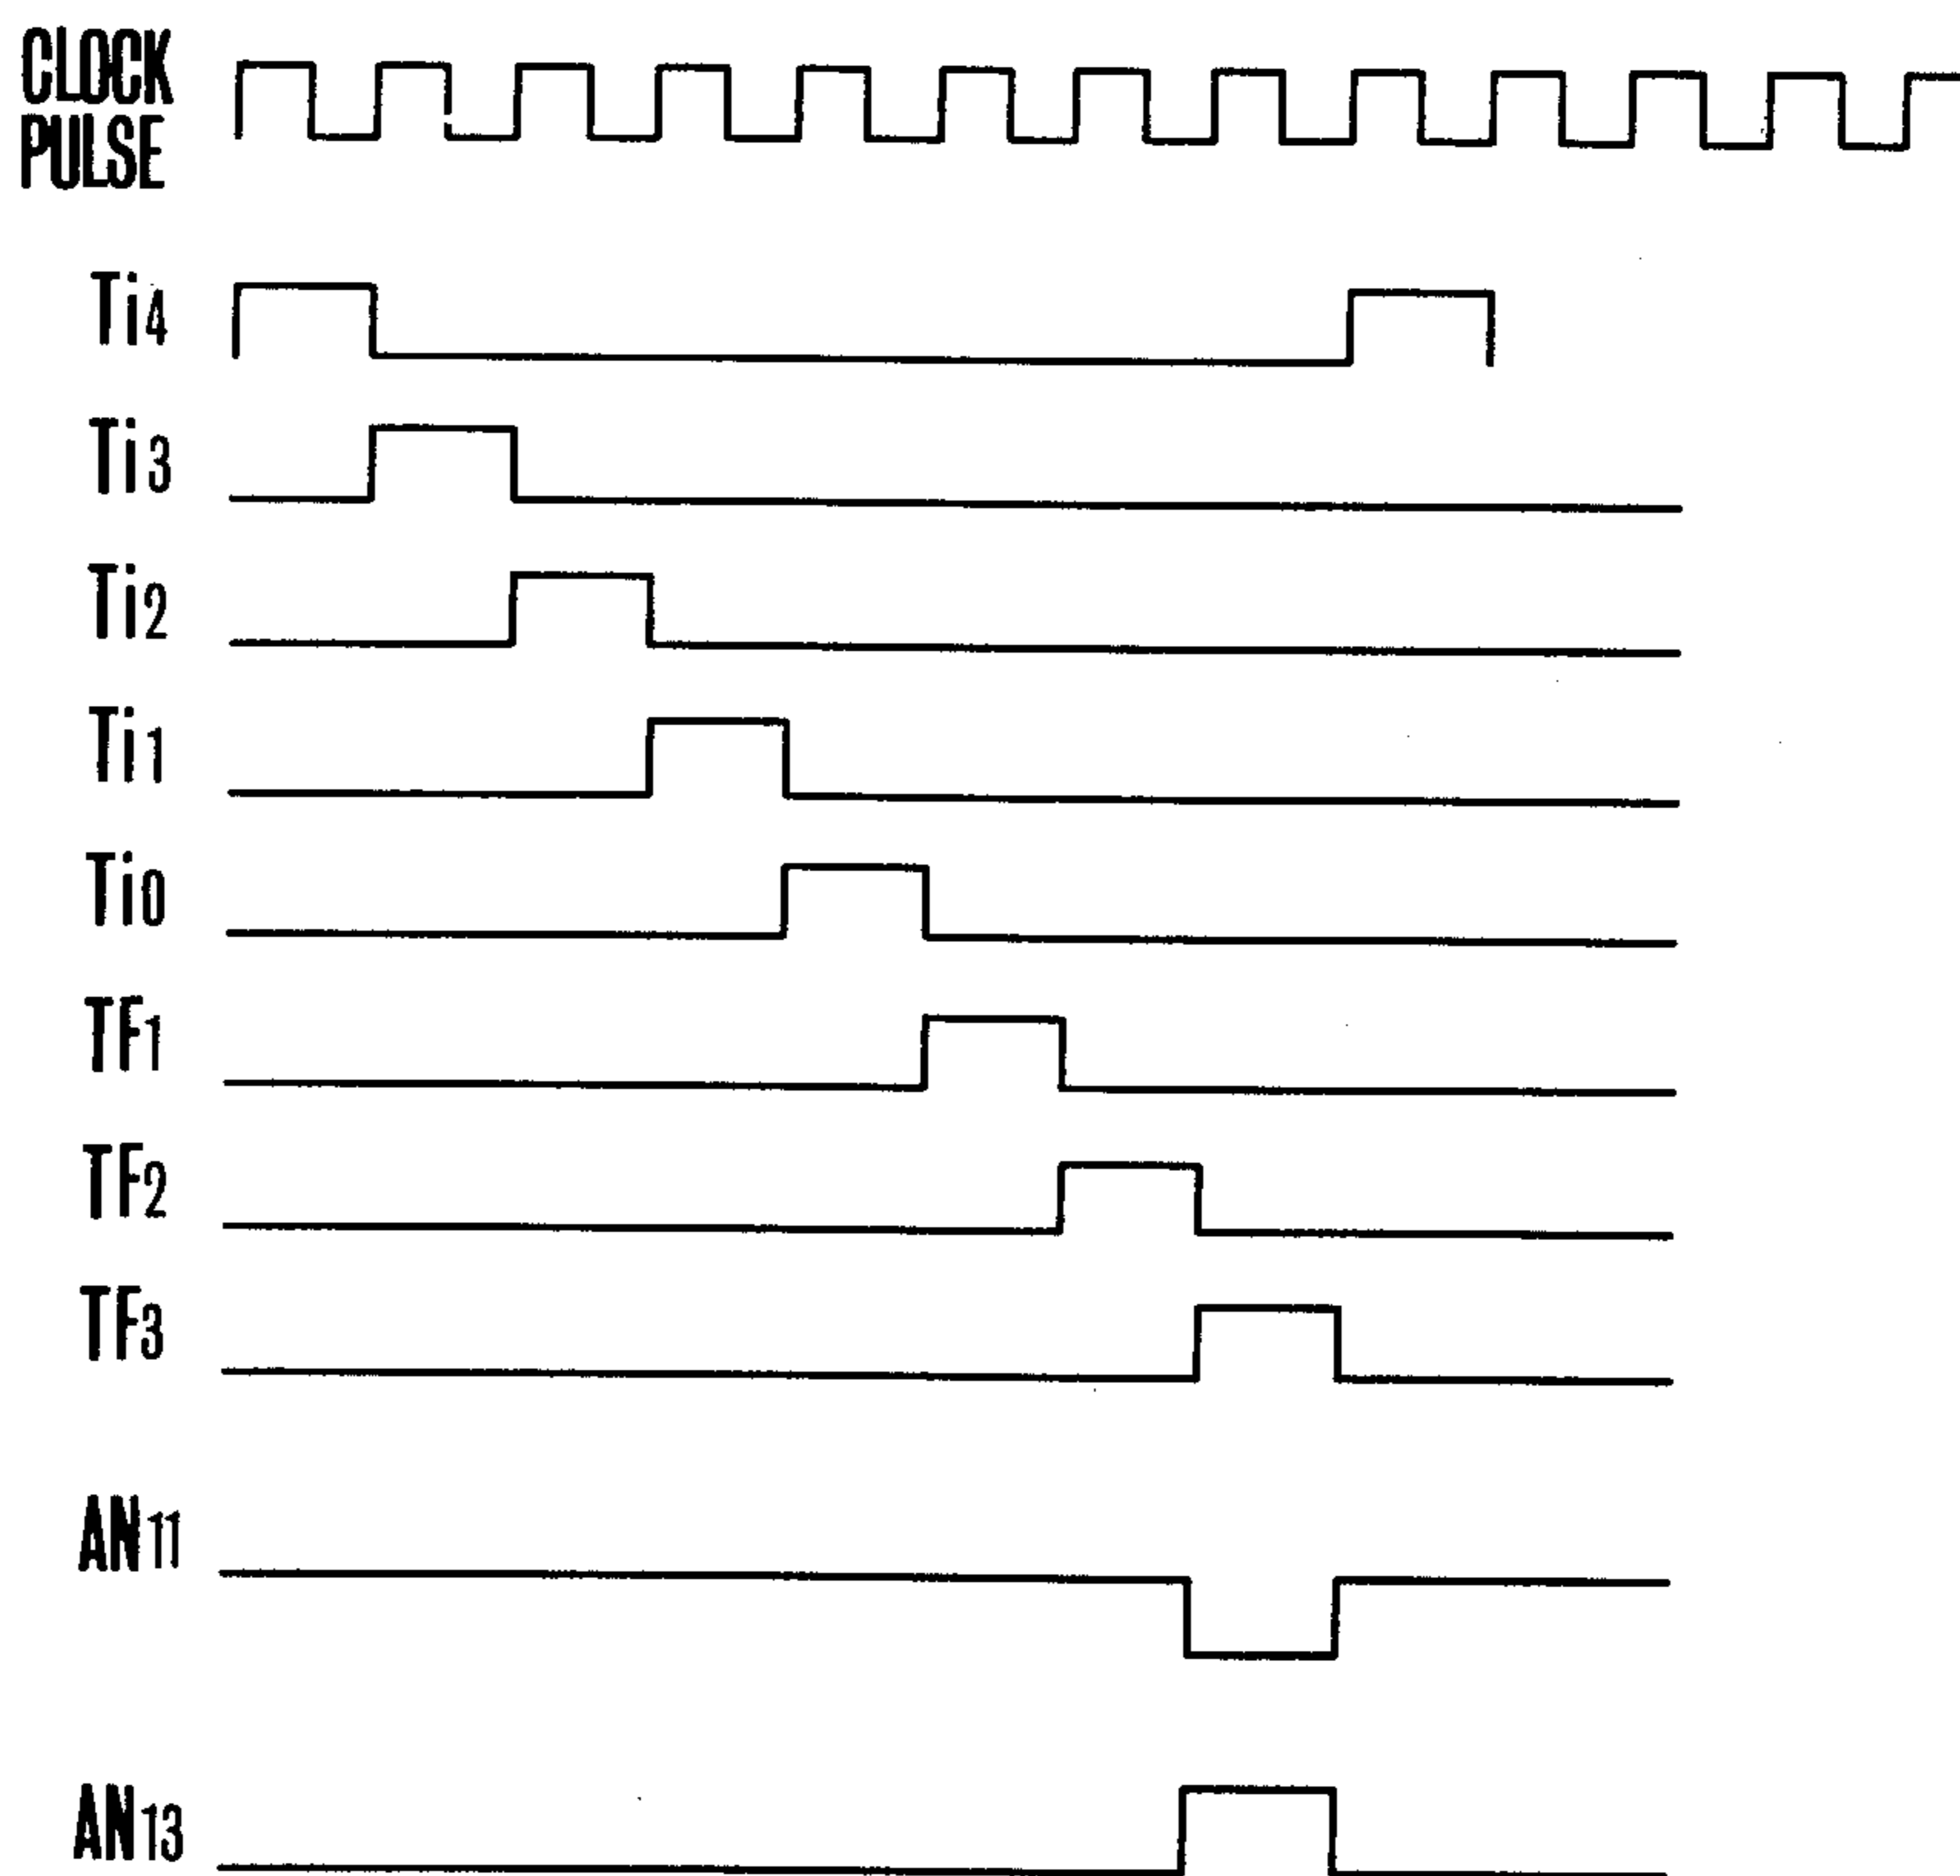 CLOCK
PULSE
Ti4
Ti3
Ti2
Ti1
Ti0
TF1
TF2
TF3
AN11
AN13